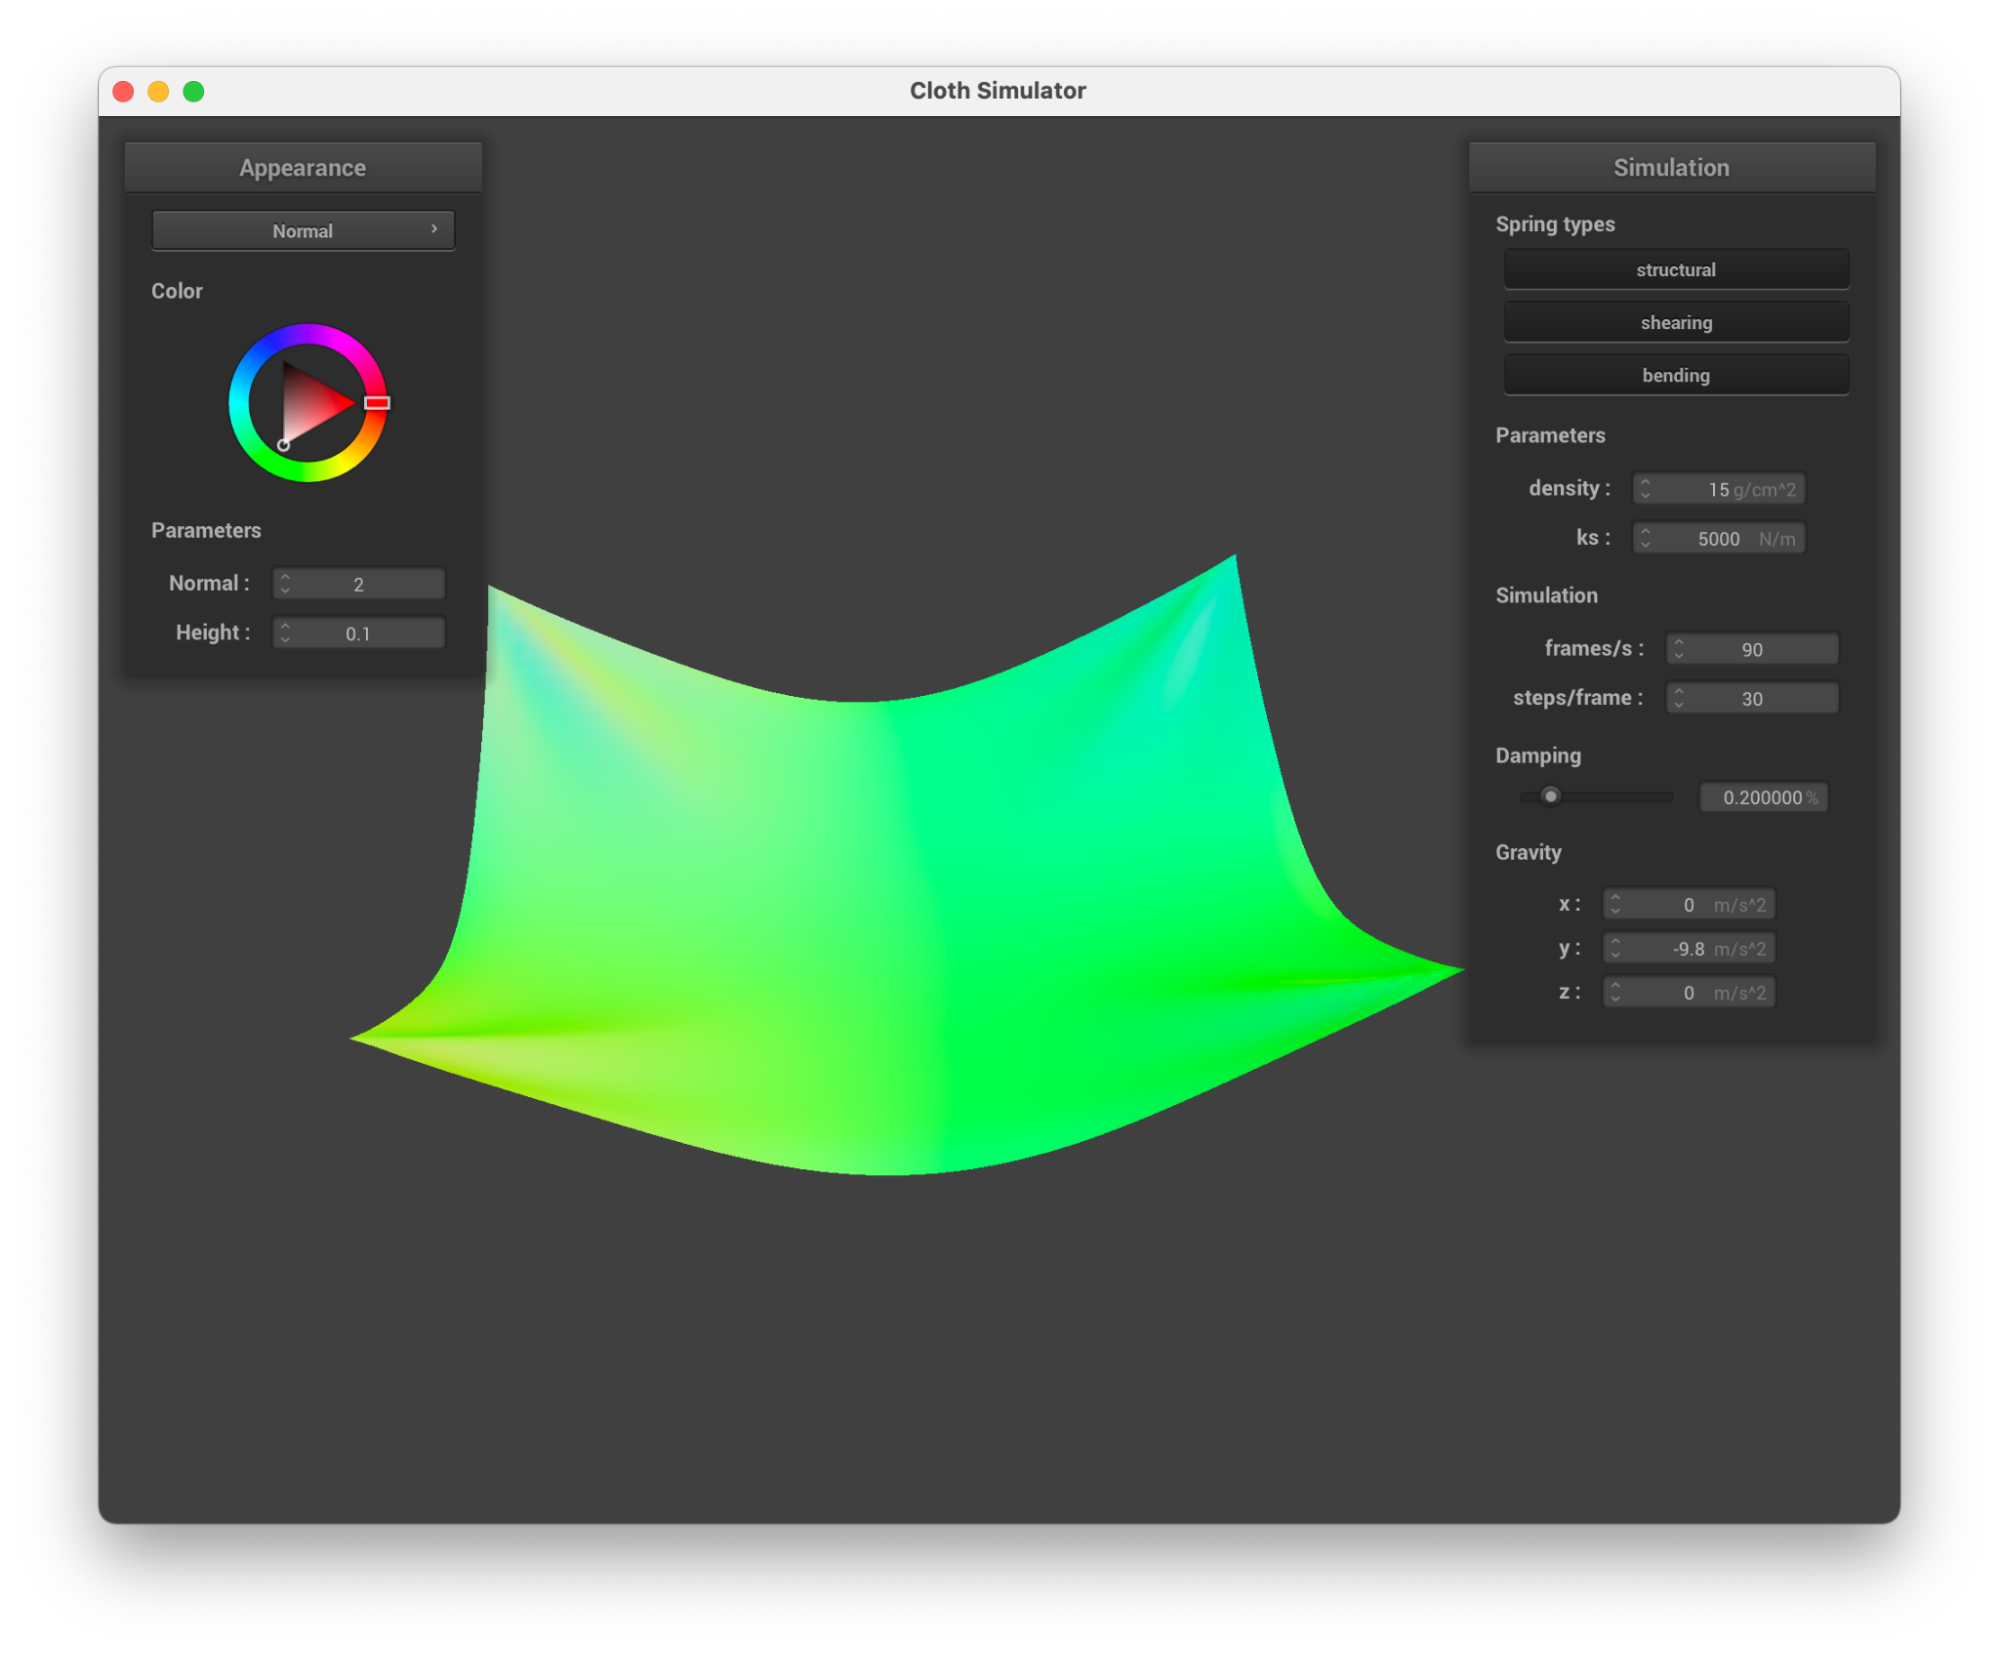 Cloth Simulator
Appearance
Normal
Color
Parameters
Normal : 2
Height : 0.1
Simulation
Spring types
structural
shearing
bending
Parameters
density : 15 g/cm^2
ks : 5000 N/m
Simulation
frames/s : 90
steps/frame : 30
Damping
0.200000 %
Gravity
x : 0 m/s^2
y : -9.8 m/s^2
z : 0 m/s^2